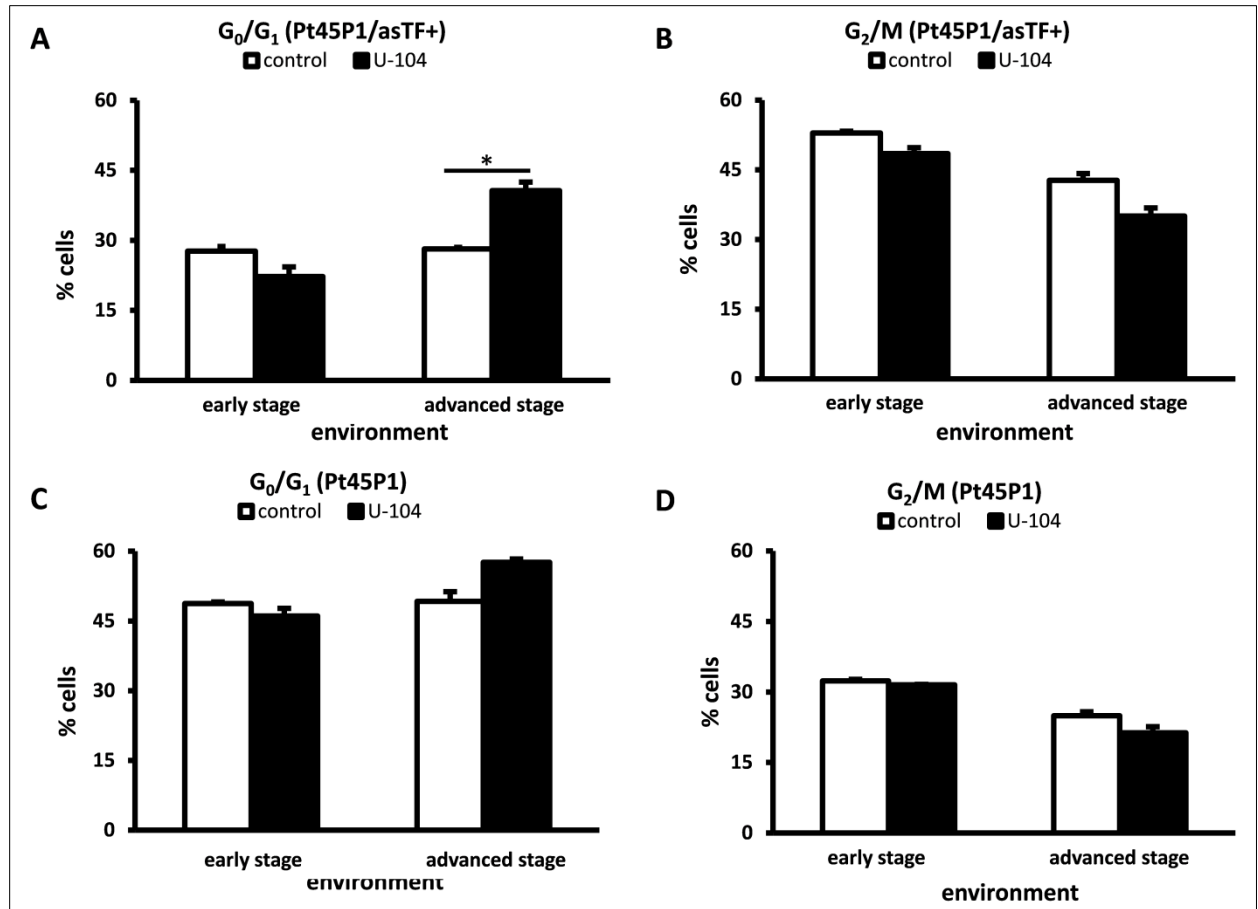 A
G₀/G₁ (Pt45P1/asTF+)
control U-104
60
45
30
15
0
% cells
*
early stage advanced stage
environment
B
G₂/M (Pt45P1/asTF+)
control U-104
60
45
30
15
0
% cells
early stage advanced stage
environment
C
G₀/G₁ (Pt45P1)
control U-104
60
45
30
15
0
% cells
early stage advanced stage
environment
D
G₂/M (Pt45P1)
control U-104
60
45
30
15
0
% cells
early stage advanced stage
environment